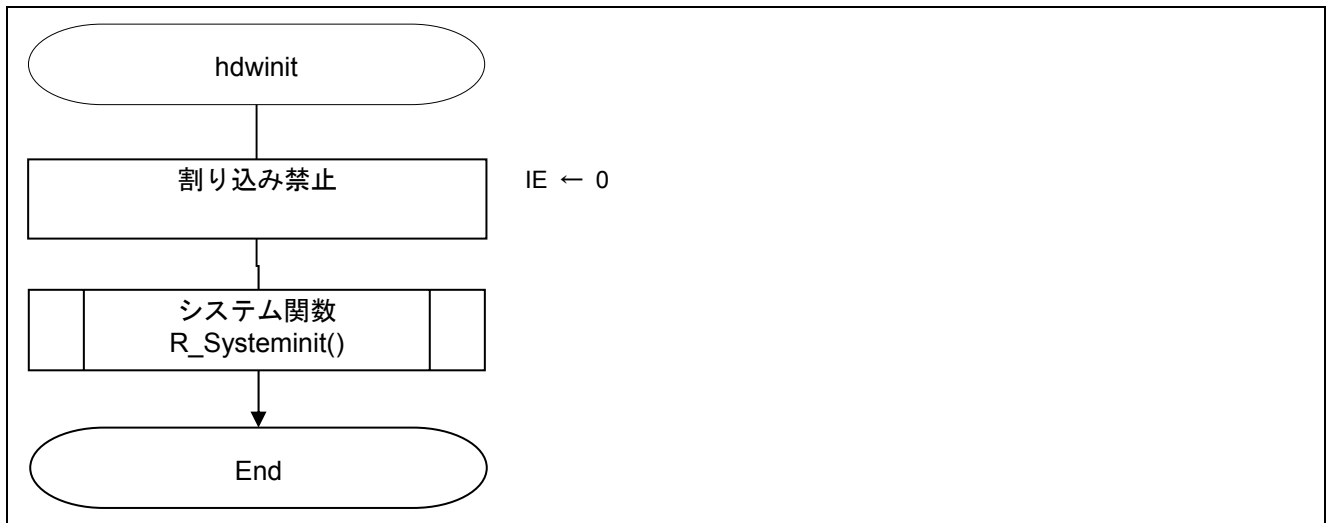 hdwinit
割り込み禁止
IE ← 0
システム関数
R_Systeminit()
End